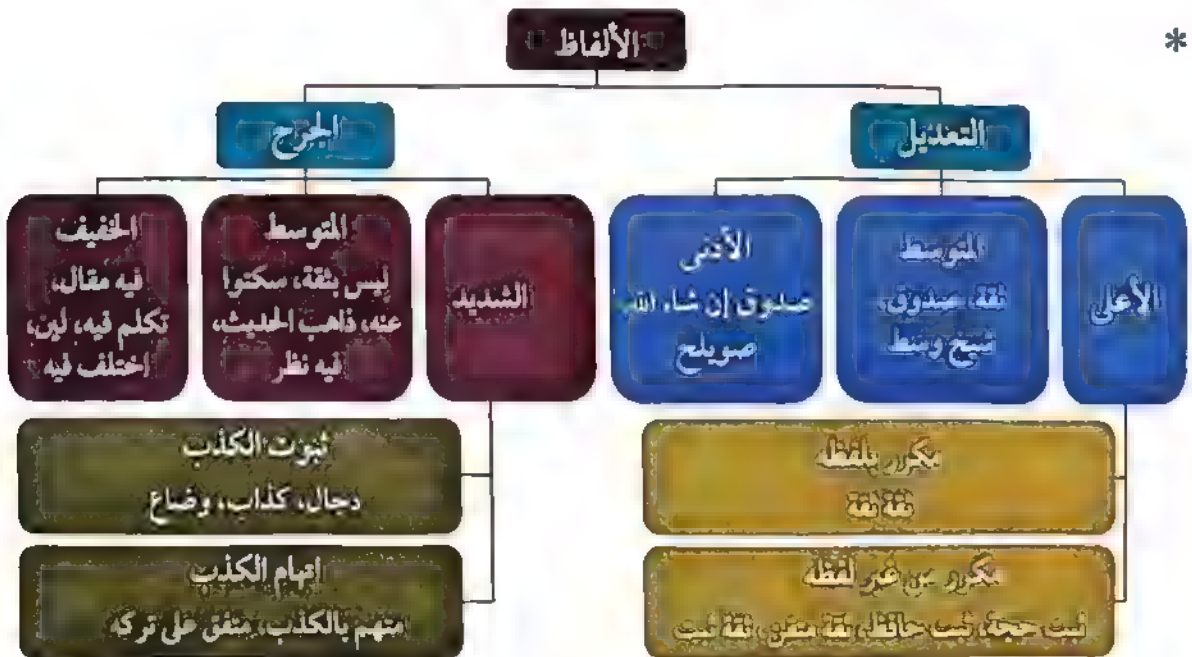 *
الألفاظ
التعديل
الجرح
الأعلى
المتوسط
ثقة، صدوق،
شيخ وسط
الأدنى
صدوق إن شاء الله،
صويلح
الشديد
المتوسط
ليس بثقة، سكتوا
عنه، ذاهب الحديث،
فيه نظر
الخفيف
فيه مقال،
تكلم فيه، لين،
اختلف فيه
مكرر بلفظه
ثقة ثقة
مكرر من غير لفظه
ثبت حجة، ثبت حافظ، ثقة متقن، ثقة ثبت
ثبوت الكذب
دجال، كذاب، وضاع
اتهام الكذب
متهم بالكذب، متفق على تركه